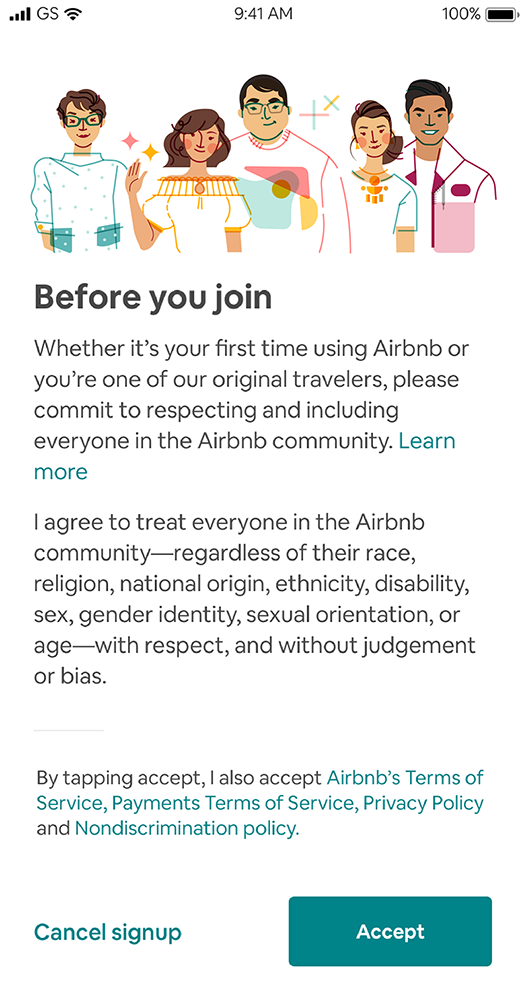 GS 9:41 AM 100%
Before you join
Whether it’s your first time using Airbnb or
you’re one of our original travelers, please
commit to respecting and including
everyone in the Airbnb community. Learn
more
I agree to treat everyone in the Airbnb
community—regardless of their race,
religion, national origin, ethnicity, disability,
sex, gender identity, sexual orientation, or
age—with respect, and without judgement
or bias.
By tapping accept, I also accept Airbnb’s Terms of
Service, Payments Terms of Service, Privacy Policy
and Nondiscrimination policy.
Cancel signup Accept